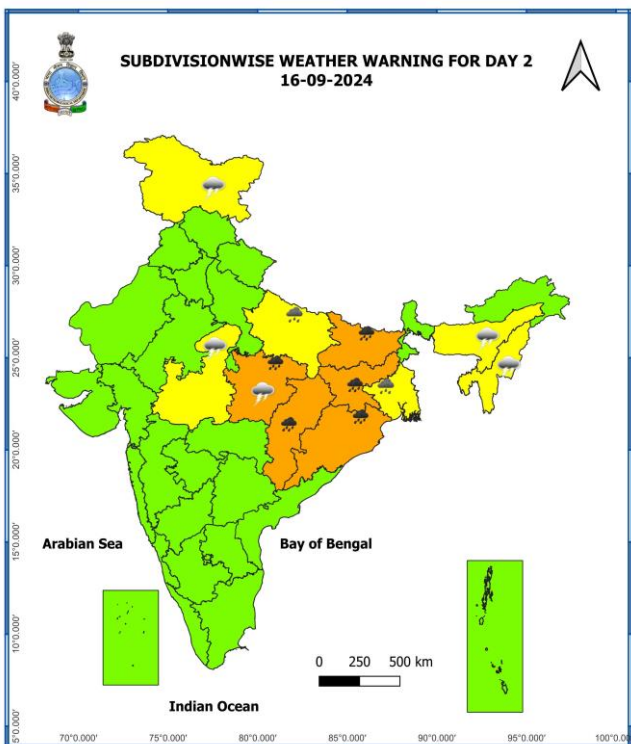 SUBDIVISIONWISE WEATHER WARNING FOR DAY 2
16-09-2024
40°0.000'
35°0.000'
30°0.000'
25°0.000'
20°0.000'
15°0.000'
10°0.000'
5°0.000'
Arabian Sea
Bay of Bengal
0 250 500 km
Indian Ocean
70°0.000' 75°0.000' 80°0.000' 85°0.000' 90°0.000' 95°0.000' 100°0.0